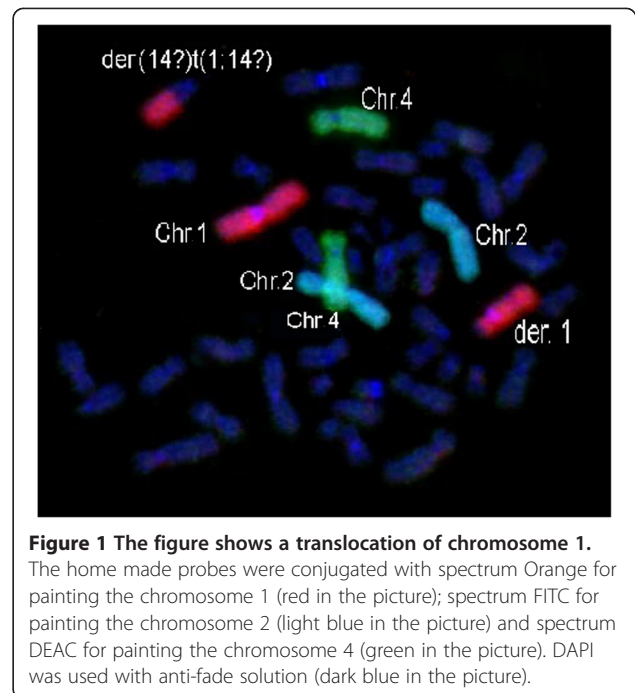 der(14?)t(1;14?)
Chr.4
Chr.1
Chr.2
Chr.2
Chr.4
der. 1
Figure 1 The figure shows a translocation of chromosome 1.
The home made probes were conjugated with spectrum Orange for
painting the chromosome 1 (red in the picture); spectrum FITC for
painting the chromosome 2 (light blue in the picture) and spectrum
DEAC for painting the chromosome 4 (green in the picture). DAPI
was used with anti-fade solution (dark blue in the picture).